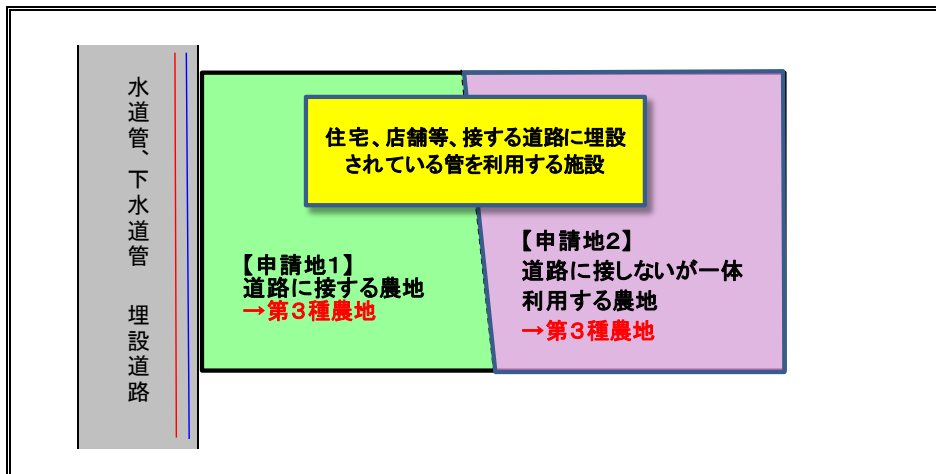 水道管、下水道管　埋設道路
住宅、店舗等、接する道路に埋設
されている管を利用する施設
【申請地1】
道路に接する農地
→第3種農地
【申請地2】
道路に接しないが一体
利用する農地
→第3種農地